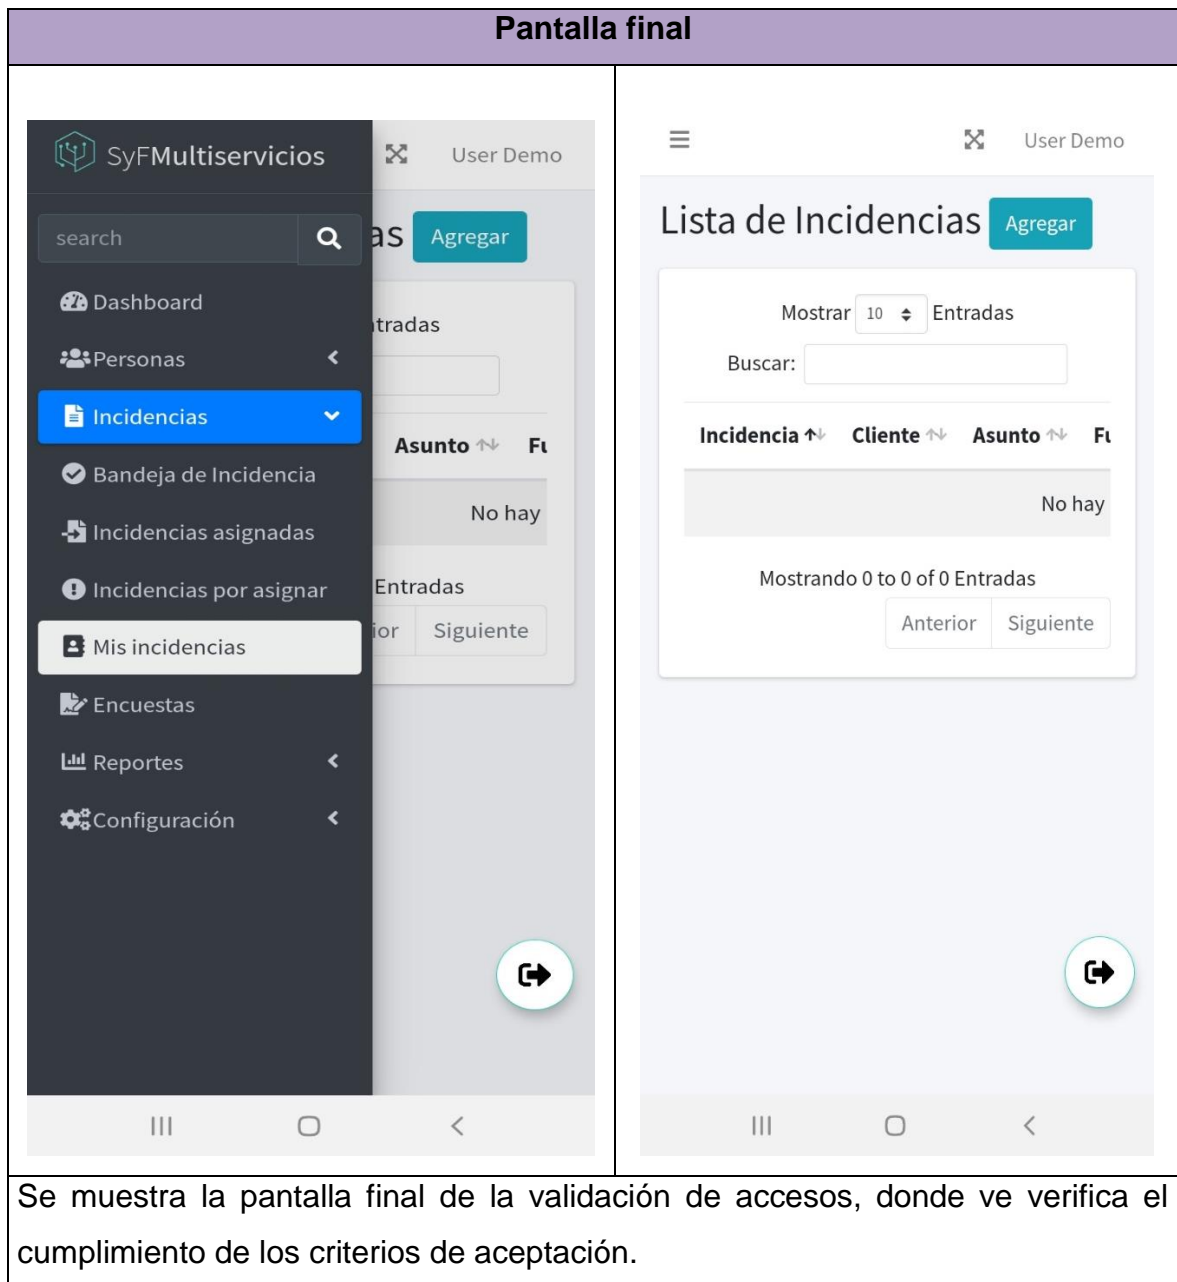 Pantalla final
SyFMultiservicios
User Demo
search
as Agregar
Dashboard
Personas
ntradas
Incidencias
Bandeja de Incidencia
Asunto Fu
Incidencias asignadas
No hay
Incidencias por asignar
Entradas
Mis incidencias
ior Siguiente
Encuestas
Reportes
Configuración
User Demo
Lista de Incidencias Agregar
Mostrar 10 Entradas
Buscar:
Incidencia Cliente Asunto Fu
No hay
Mostrando 0 to 0 of 0 Entradas
Anterior Siguiente
Se muestra la pantalla final de la validación de accesos, donde ve verifica el
cumplimiento de los criterios de aceptación.